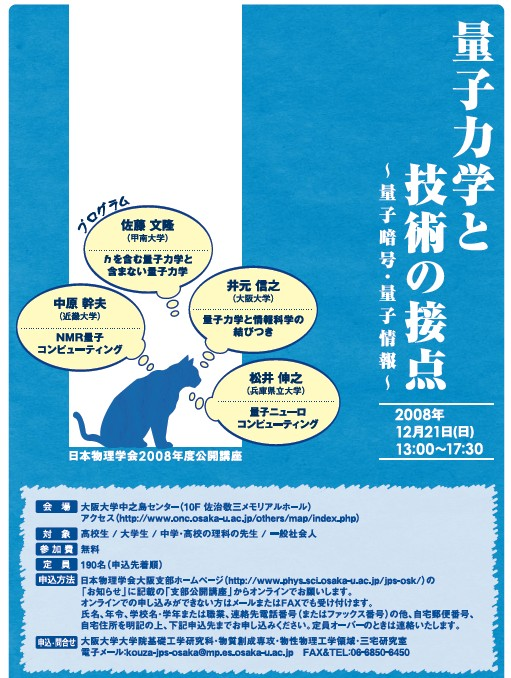 量子力学と
技術の接点
~量子暗号・量子情報~
2008年
12月21日(日)
13:00~17:30
プログラム
佐藤 文隆
(甲南大学)
ℏを含む量子力学と
含まない量子力学
井元 信之
(大阪大学)
量子力学と情報科学の
結びつき
中原 幹夫
(近畿大学)
NMR量子
コンピューティング
松井 伸之
(兵庫県立大学)
量子ニューロ
コンピューティング
日本物理学会2008年度公開講座
会 場 大阪大学中之島センター(10F 佐治敬三メモリアルホール)
アクセス(http://www.onc.osaka-u.ac.jp/others/map/index.php)
対 象 高校生 / 大学生 / 中学・高校の理科の先生 / 一般社会人
参加費 無料
定 員 190名(申込先着順)
申込方法 日本物理学会大阪支部ホームページ(http://www.phys.sci.osaka-u.ac.jp/jps-osk/)の
「お知らせ」に記載の「支部公開講座」からオンラインでお願いします。
オンラインでの申し込みができない方はメールまたはFAXでも受け付けます。
氏名、年令、学校名・学年または職業、連絡先電話番号(またはファックス番号)の他、自宅郵便番号、
自宅住所を明記の上、下記申込先までお申し込みください。定員オーバーのときは連絡いたします。
申込・問合せ 大阪大学大学院基礎工学研究科・物質創成専攻・物性物理工学領域・三宅研究室
電子メール:kouza-jps-osaka@mp.es.osaka-u.ac.jp FAX&TEL:06-6850-6450